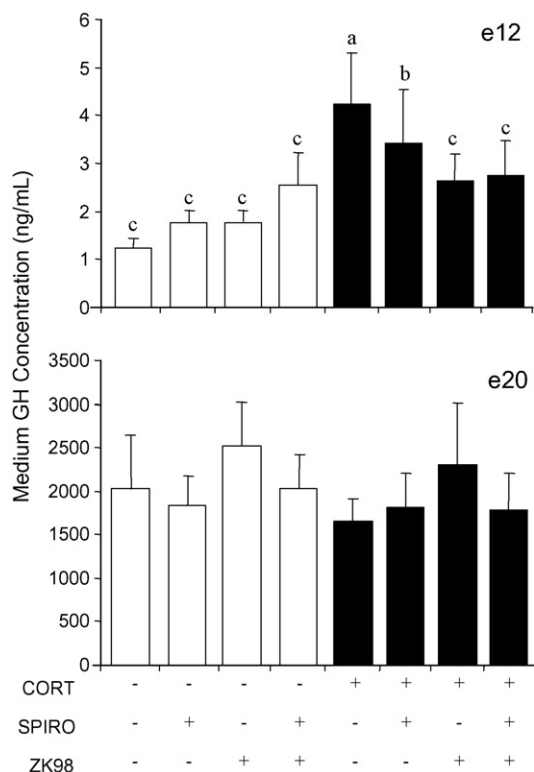 e12
6
5
4
3
2
1
0
c c c c a b c c
Medium GH Concentration (ng/mL)
e20
3500
3000
2500
2000
1500
1000
500
0
CORT - - - - + + + +
SPIRO - + - + - + - +
ZK98 - - + + - - + +